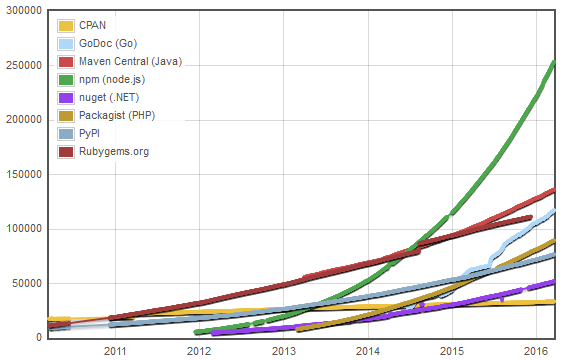 300000
250000
200000
150000
100000
50000
0
CPAN
GoDoc (Go)
Maven Central (Java)
npm (node.js)
nuget (.NET)
Packagist (PHP)
PyPI
Rubygems.org
2011
2012
2013
2014
2015
2016